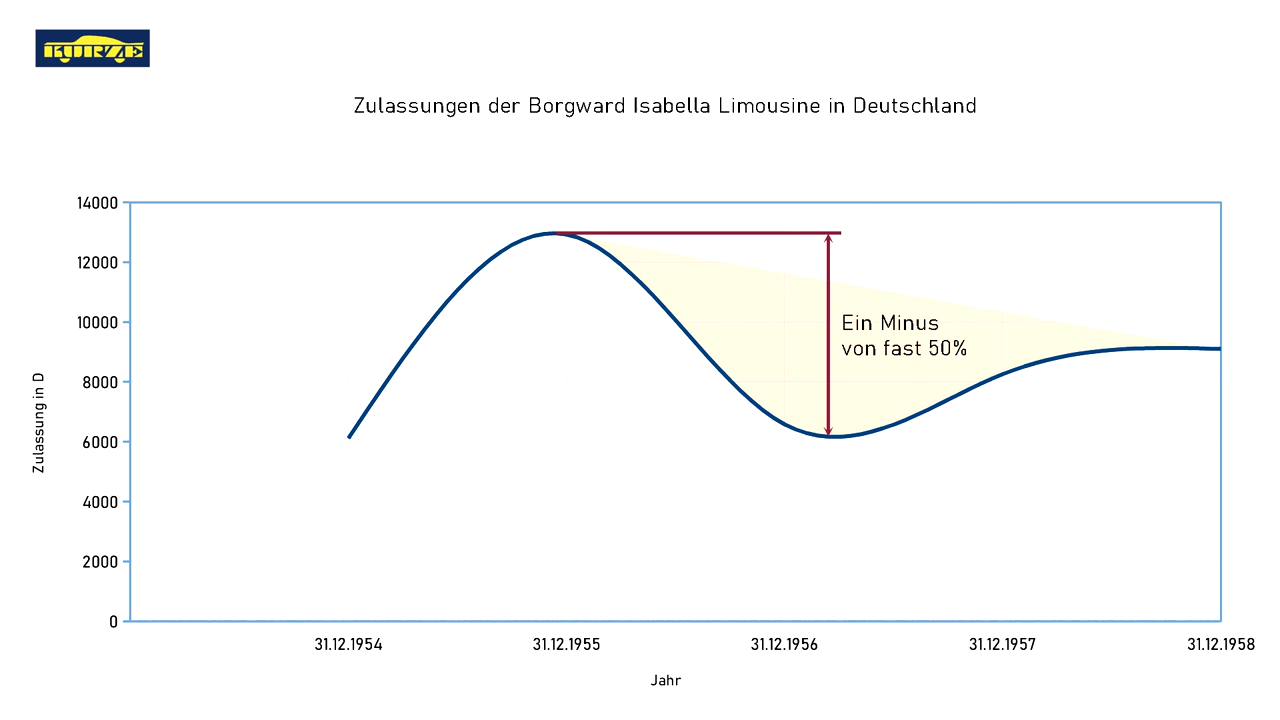 KURZE
Zulassungen der Borgward Isabella Limousine in Deutschland
14000
12000
10000
8000
6000
4000
2000
0
Zulassung in D
Ein Minus
von fast 50%
31.12.1954
31.12.1955
31.12.1956
31.12.1957
31.12.1958
Jahr